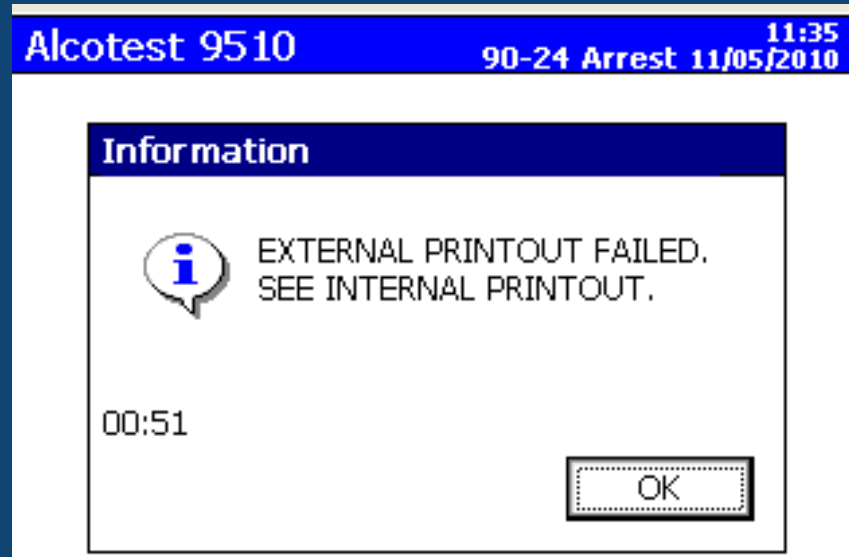 Alcotest 9510
11:35
90-24 Arrest 11/05/2010
Information
i
EXTERNAL PRINTOUT FAILED.
SEE INTERNAL PRINTOUT.
00:51
OK